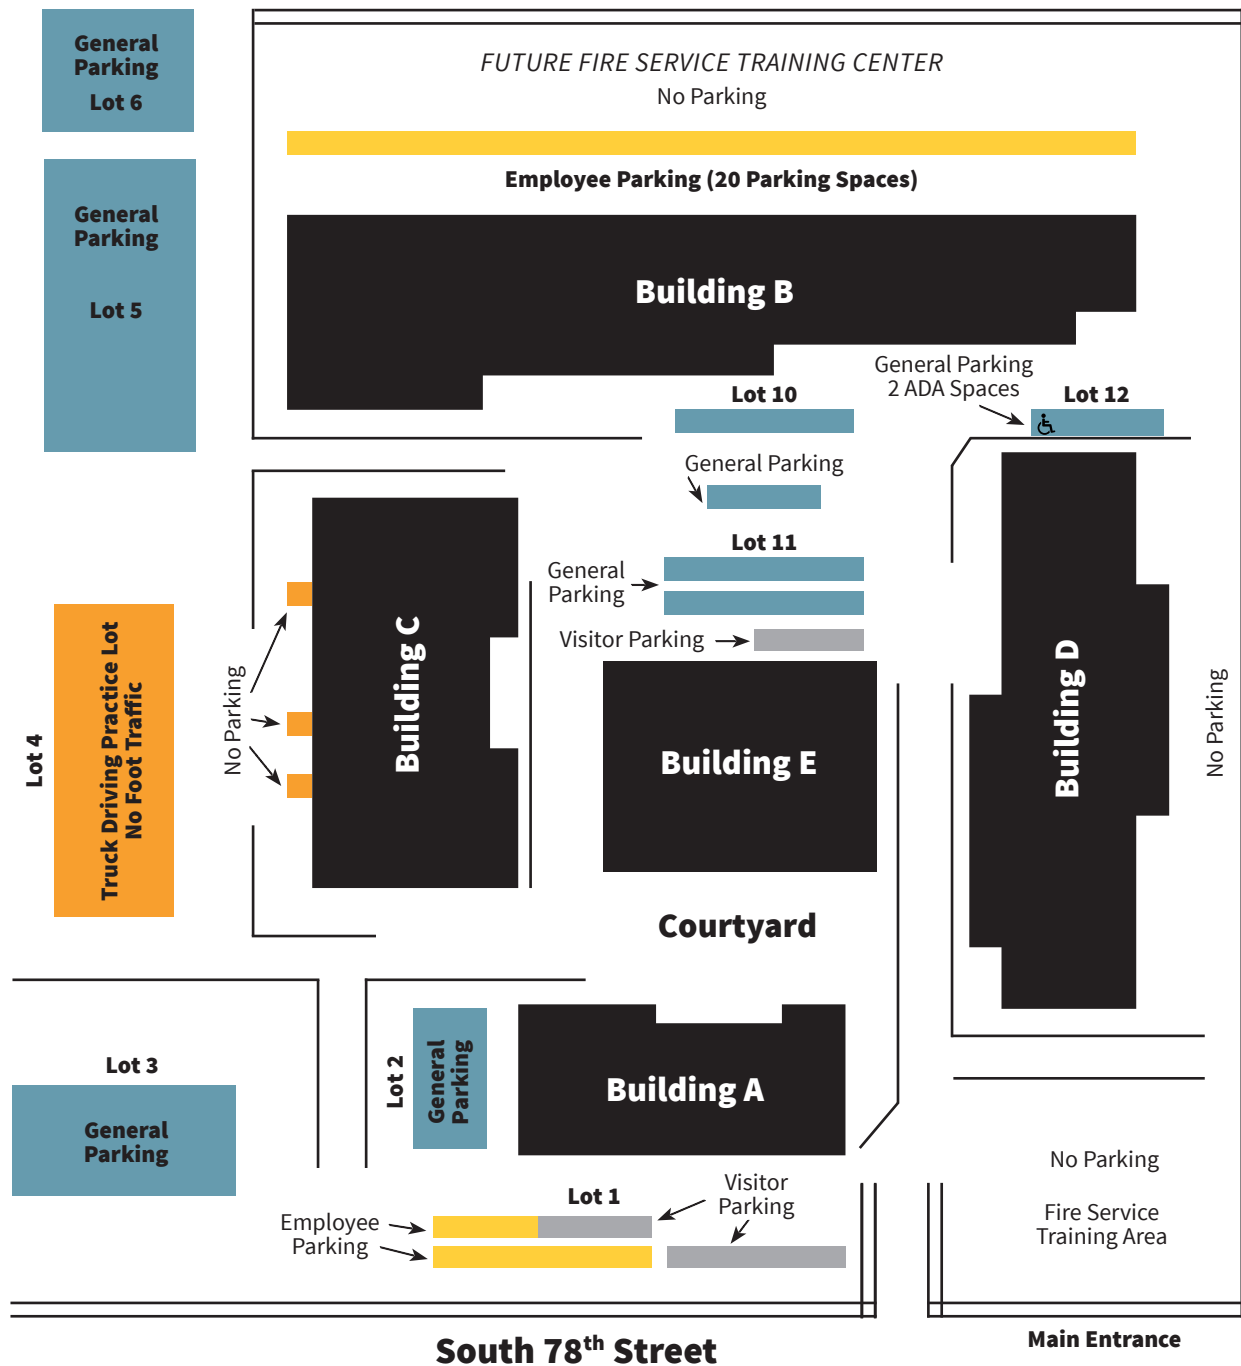 General
Parking
Lot 6
FUTURE FIRE SERVICE TRAINING CENTER
No Parking
Employee Parking (20 Parking Spaces)
General
Parking
Lot 5
Building B
General Parking
2 ADA Spaces
Lot 10
Lot 12
General Parking
Lot 11
General
Parking
Visitor Parking
Building C
No Parking
Lot 4
Truck Driving Practice Lot
No Foot Traffic
Building E
Building D
No Parking
Courtyard
Lot 3
General
Parking
Lot 2
General
Parking
Building A
Lot 1
Visitor
Parking
Employee
Parking
No Parking
Fire Service
Training Area
South 78th Street
Main Entrance